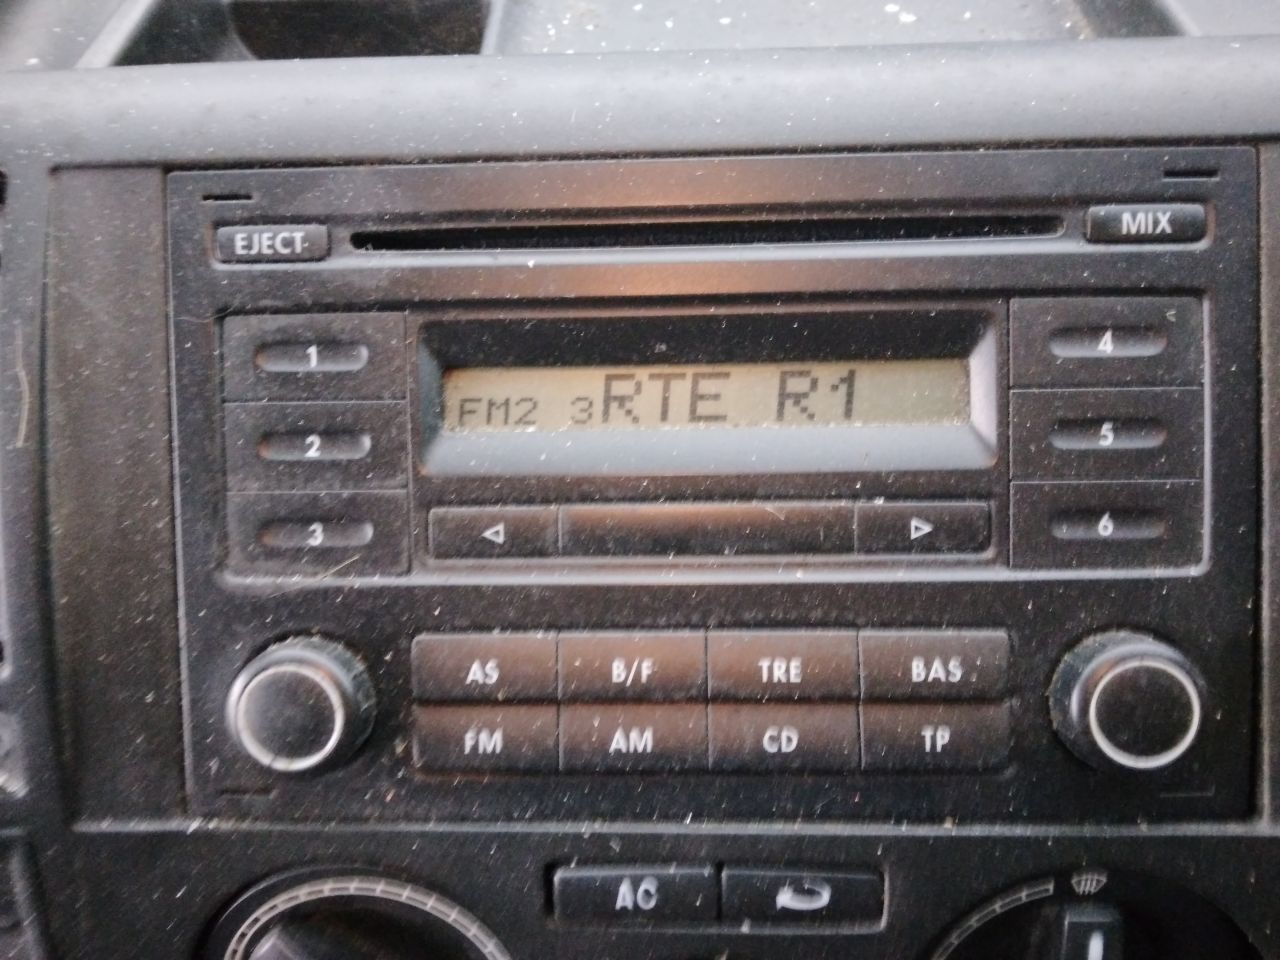 EJECT
MIX
1
4
FM2 3RTE R1
2
5
3
6
AS B/F TRE BAS
FM AM CD TP
AC